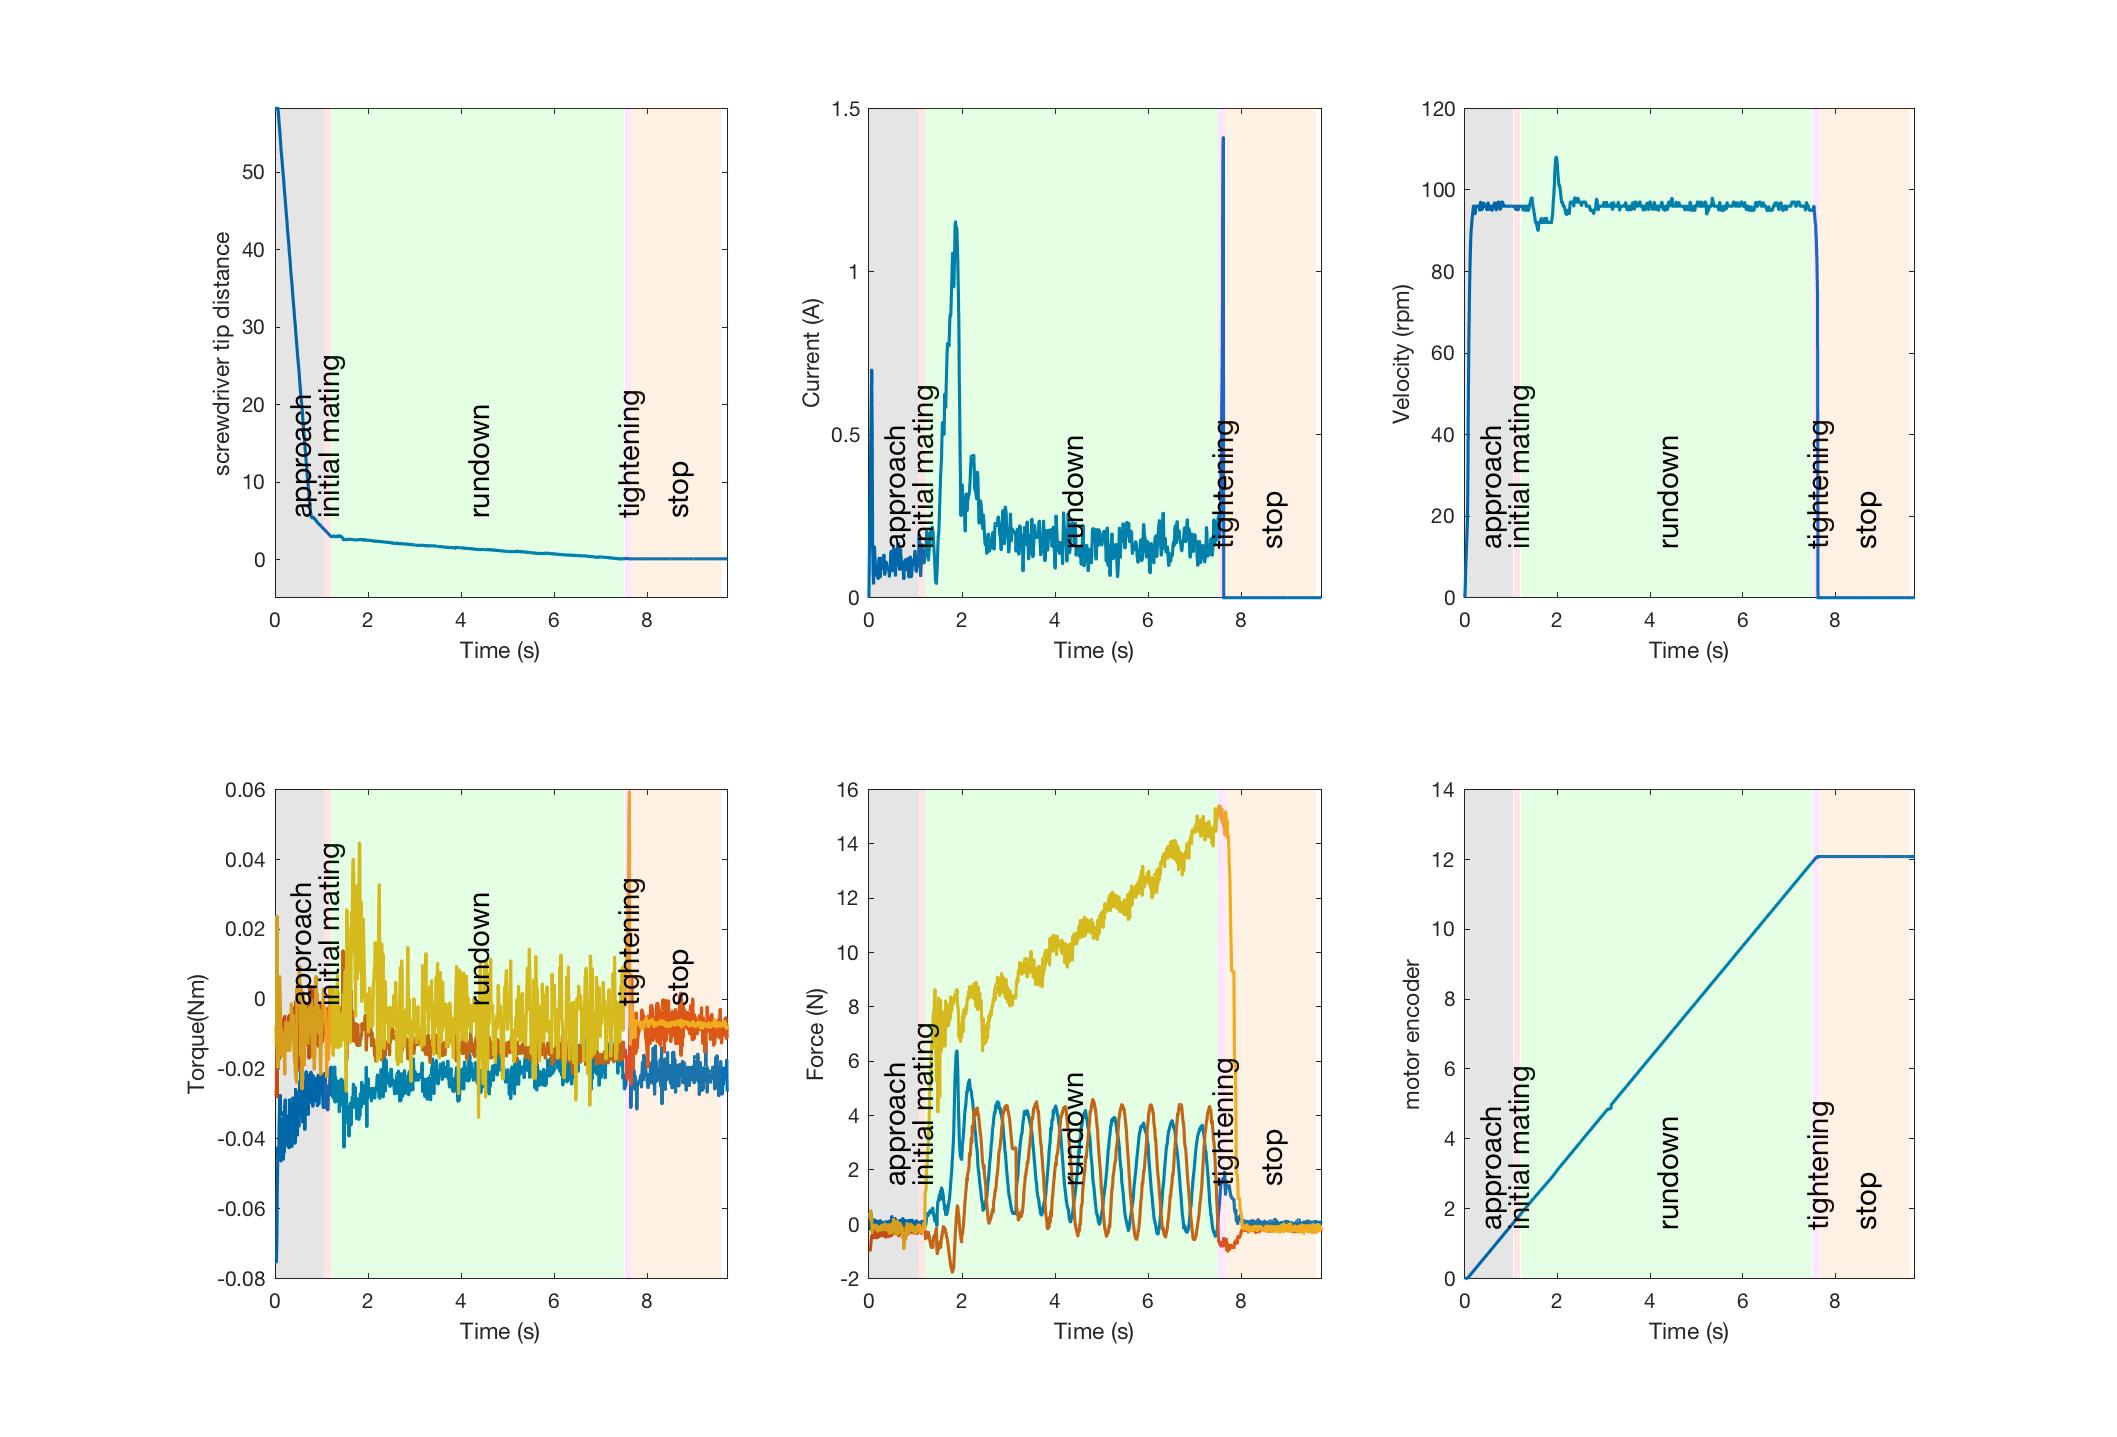 screwdriver tip distance
50
40
30
20
10
0
approach
initial mating
rundown
tightening
stop
0 2 4 6 8
Time (s)
Current (A)
1.5
1
0.5
0
approach
initial mating
rundown
tightening
stop
0 2 4 6 8
Time (s)
Velocity (rpm)
120
100
80
60
40
20
0
approach
initial mating
rundown
tightening
stop
0 2 4 6 8
Time (s)
Torque(Nm)
0.06
0.04
0.02
0
-0.02
-0.04
-0.06
-0.08
approach
initial mating
rundown
tightening
stop
0 2 4 6 8
Time (s)
Force (N)
16
14
12
10
8
6
4
2
0
-2
approach
initial mating
rundown
tightening
stop
0 2 4 6 8
Time (s)
motor encoder
14
12
10
8
6
4
2
0
approach
initial mating
rundown
tightening
stop
0 2 4 6 8
Time (s)